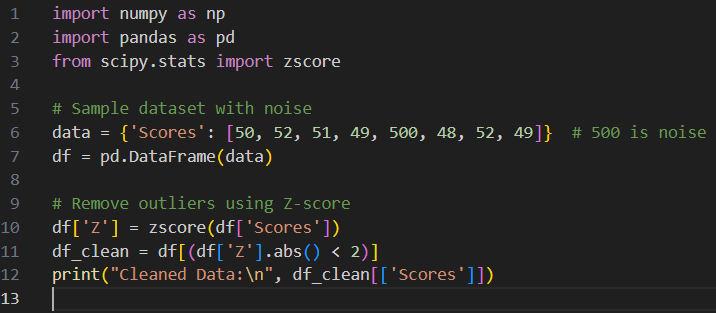 1 import numpy as np
2 import pandas as pd
3 from scipy.stats import zscore
4
5 # Sample dataset with noise
6 data = {'Scores': [50, 52, 51, 49, 500, 48, 52, 49]}  # 500 is noise
7 df = pd.DataFrame(data)
8
9 # Remove outliers using Z-score
10 df['Z'] = zscore(df['Scores'])
11 df_clean = df[(df['Z'].abs() < 2)]
12 print("Cleaned Data:\n", df_clean[['Scores']])
13